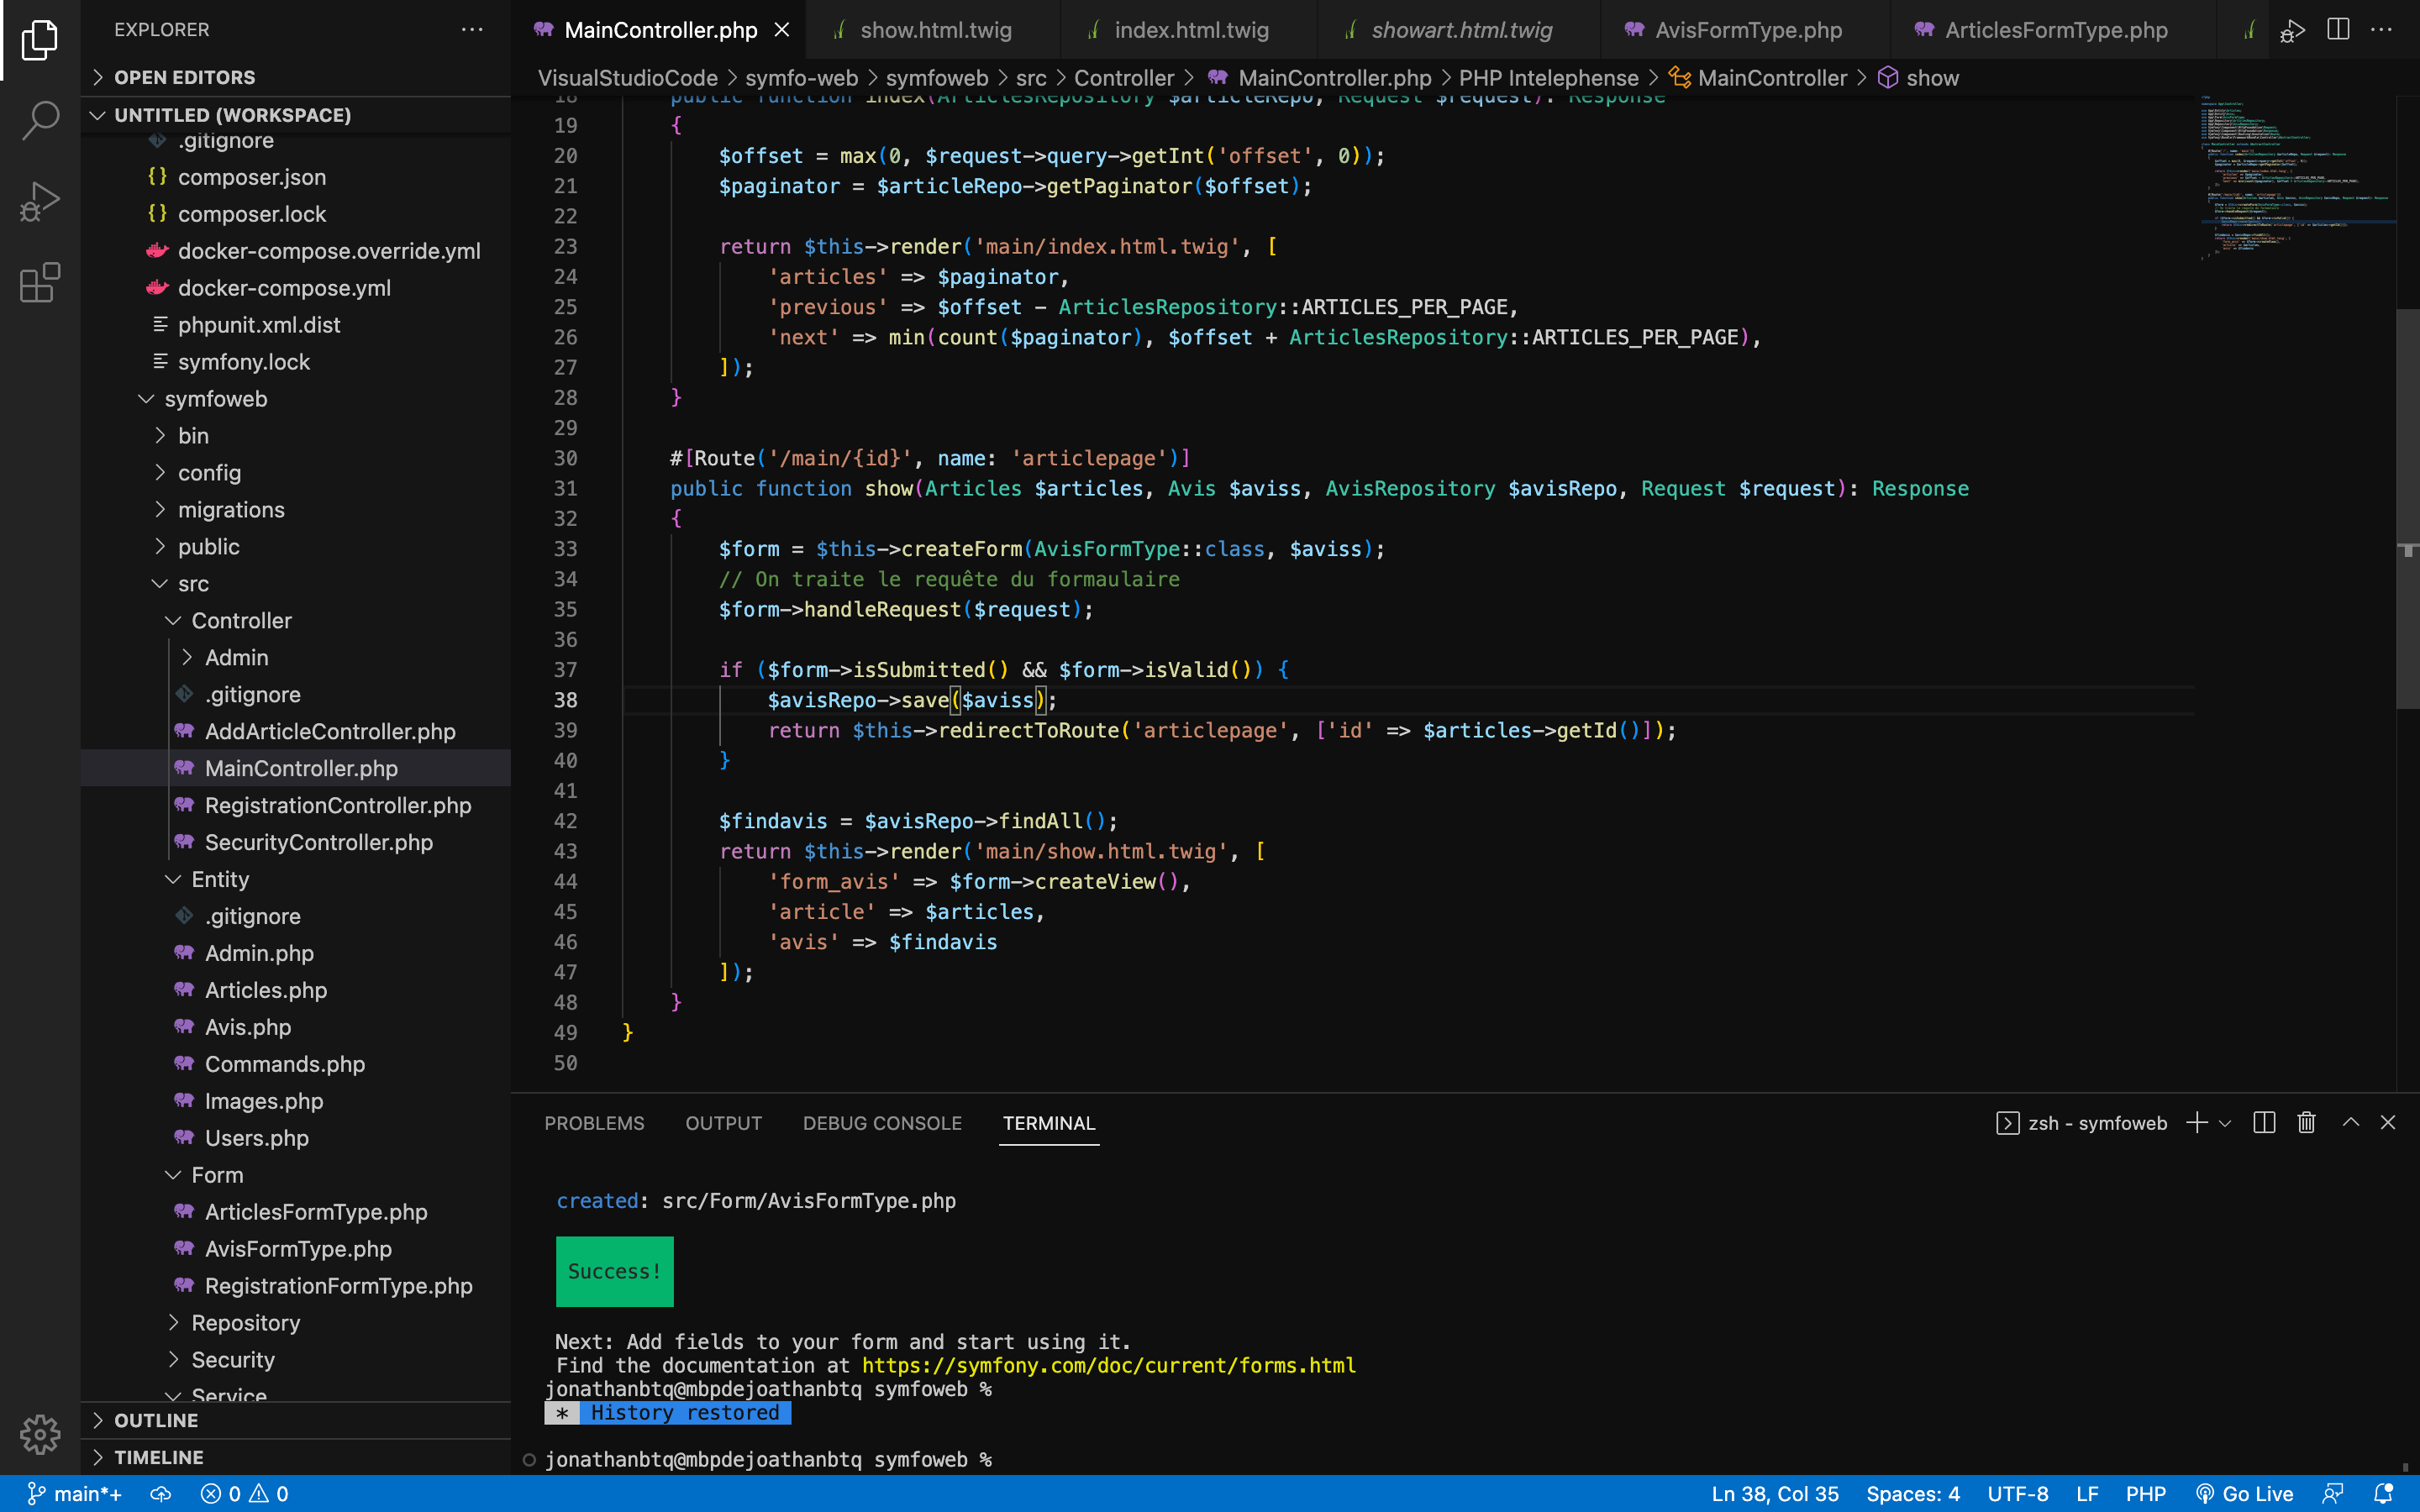 EXPLORER
OPEN EDITORS
UNTITLED (WORKSPACE)
.gitignore
composer.json
composer.lock
docker-compose.override.yml
docker-compose.yml
phpunit.xml.dist
symfony.lock
symfoweb
bin
config
migrations
public
src
Controller
Admin
.gitignore
AddArticleController.php
MainController.php
RegistrationController.php
SecurityController.php
Entity
.gitignore
Admin.php
Articles.php
Avis.php
Commands.php
Images.php
Users.php
Form
ArticlesFormType.php
AvisFormType.php
RegistrationFormType.php
Repository
Security
Service
OUTLINE
TIMELINE
MainController.php show.html.twig index.html.twig showart.html.twig AvisFormType.php ArticlesFormType.php
VisualStudioCode > symfo-web > symfoweb > src > Controller > MainController.php > PHP Intelephense > MainController > show
18 public function index(ArticlesRepository $articleRepo, Request $request): Response
19 {
20 $offset = max(0, $request->query->getInt('offset', 0));
21 $paginator = $articleRepo->getPaginator($offset);
22
23 return $this->render('main/index.html.twig', [
24 'articles' => $paginator,
25 'previous' => $offset - ArticlesRepository::ARTICLES_PER_PAGE,
26 'next' => min(count($paginator), $offset + ArticlesRepository::ARTICLES_PER_PAGE),
27 ]);
28 }
29
30 #[Route('/main/{id}', name: 'articlepage')]
31 public function show(Articles $articles, Avis $aviss, AvisRepository $avisRepo, Request $request): Response
32 {
33 $form = $this->createForm(AvisFormType::class, $aviss);
34 // On traite le requête du formaulaire
35 $form->handleRequest($request);
36
37 if ($form->isSubmitted() && $form->isValid()) {
38 $avisRepo->save($aviss);
39 return $this->redirectToRoute('articlepage', ['id' => $articles->getId()]);
40 }
41
42 $findavis = $avisRepo->findAll();
43 return $this->render('main/show.html.twig', [
44 'form_avis' => $form->createView(),
45 'article' => $articles,
46 'avis' => $findavis
47 ]);
48 }
49 }
50
PROBLEMS OUTPUT DEBUG CONSOLE TERMINAL zsh - symfoweb
created: src/Form/AvisFormType.php
Success!
Next: Add fields to your form and start using it.
Find the documentation at https://symfony.com/doc/current/forms.html
jonathanbtq@mbpdejoathanbtq symfoweb %
* History restored
jonathanbtq@mbpdejoathanbtq symfoweb %
main*+ 0 0 Ln 38, Col 35 Spaces: 4 UTF-8 LF PHP Go Live